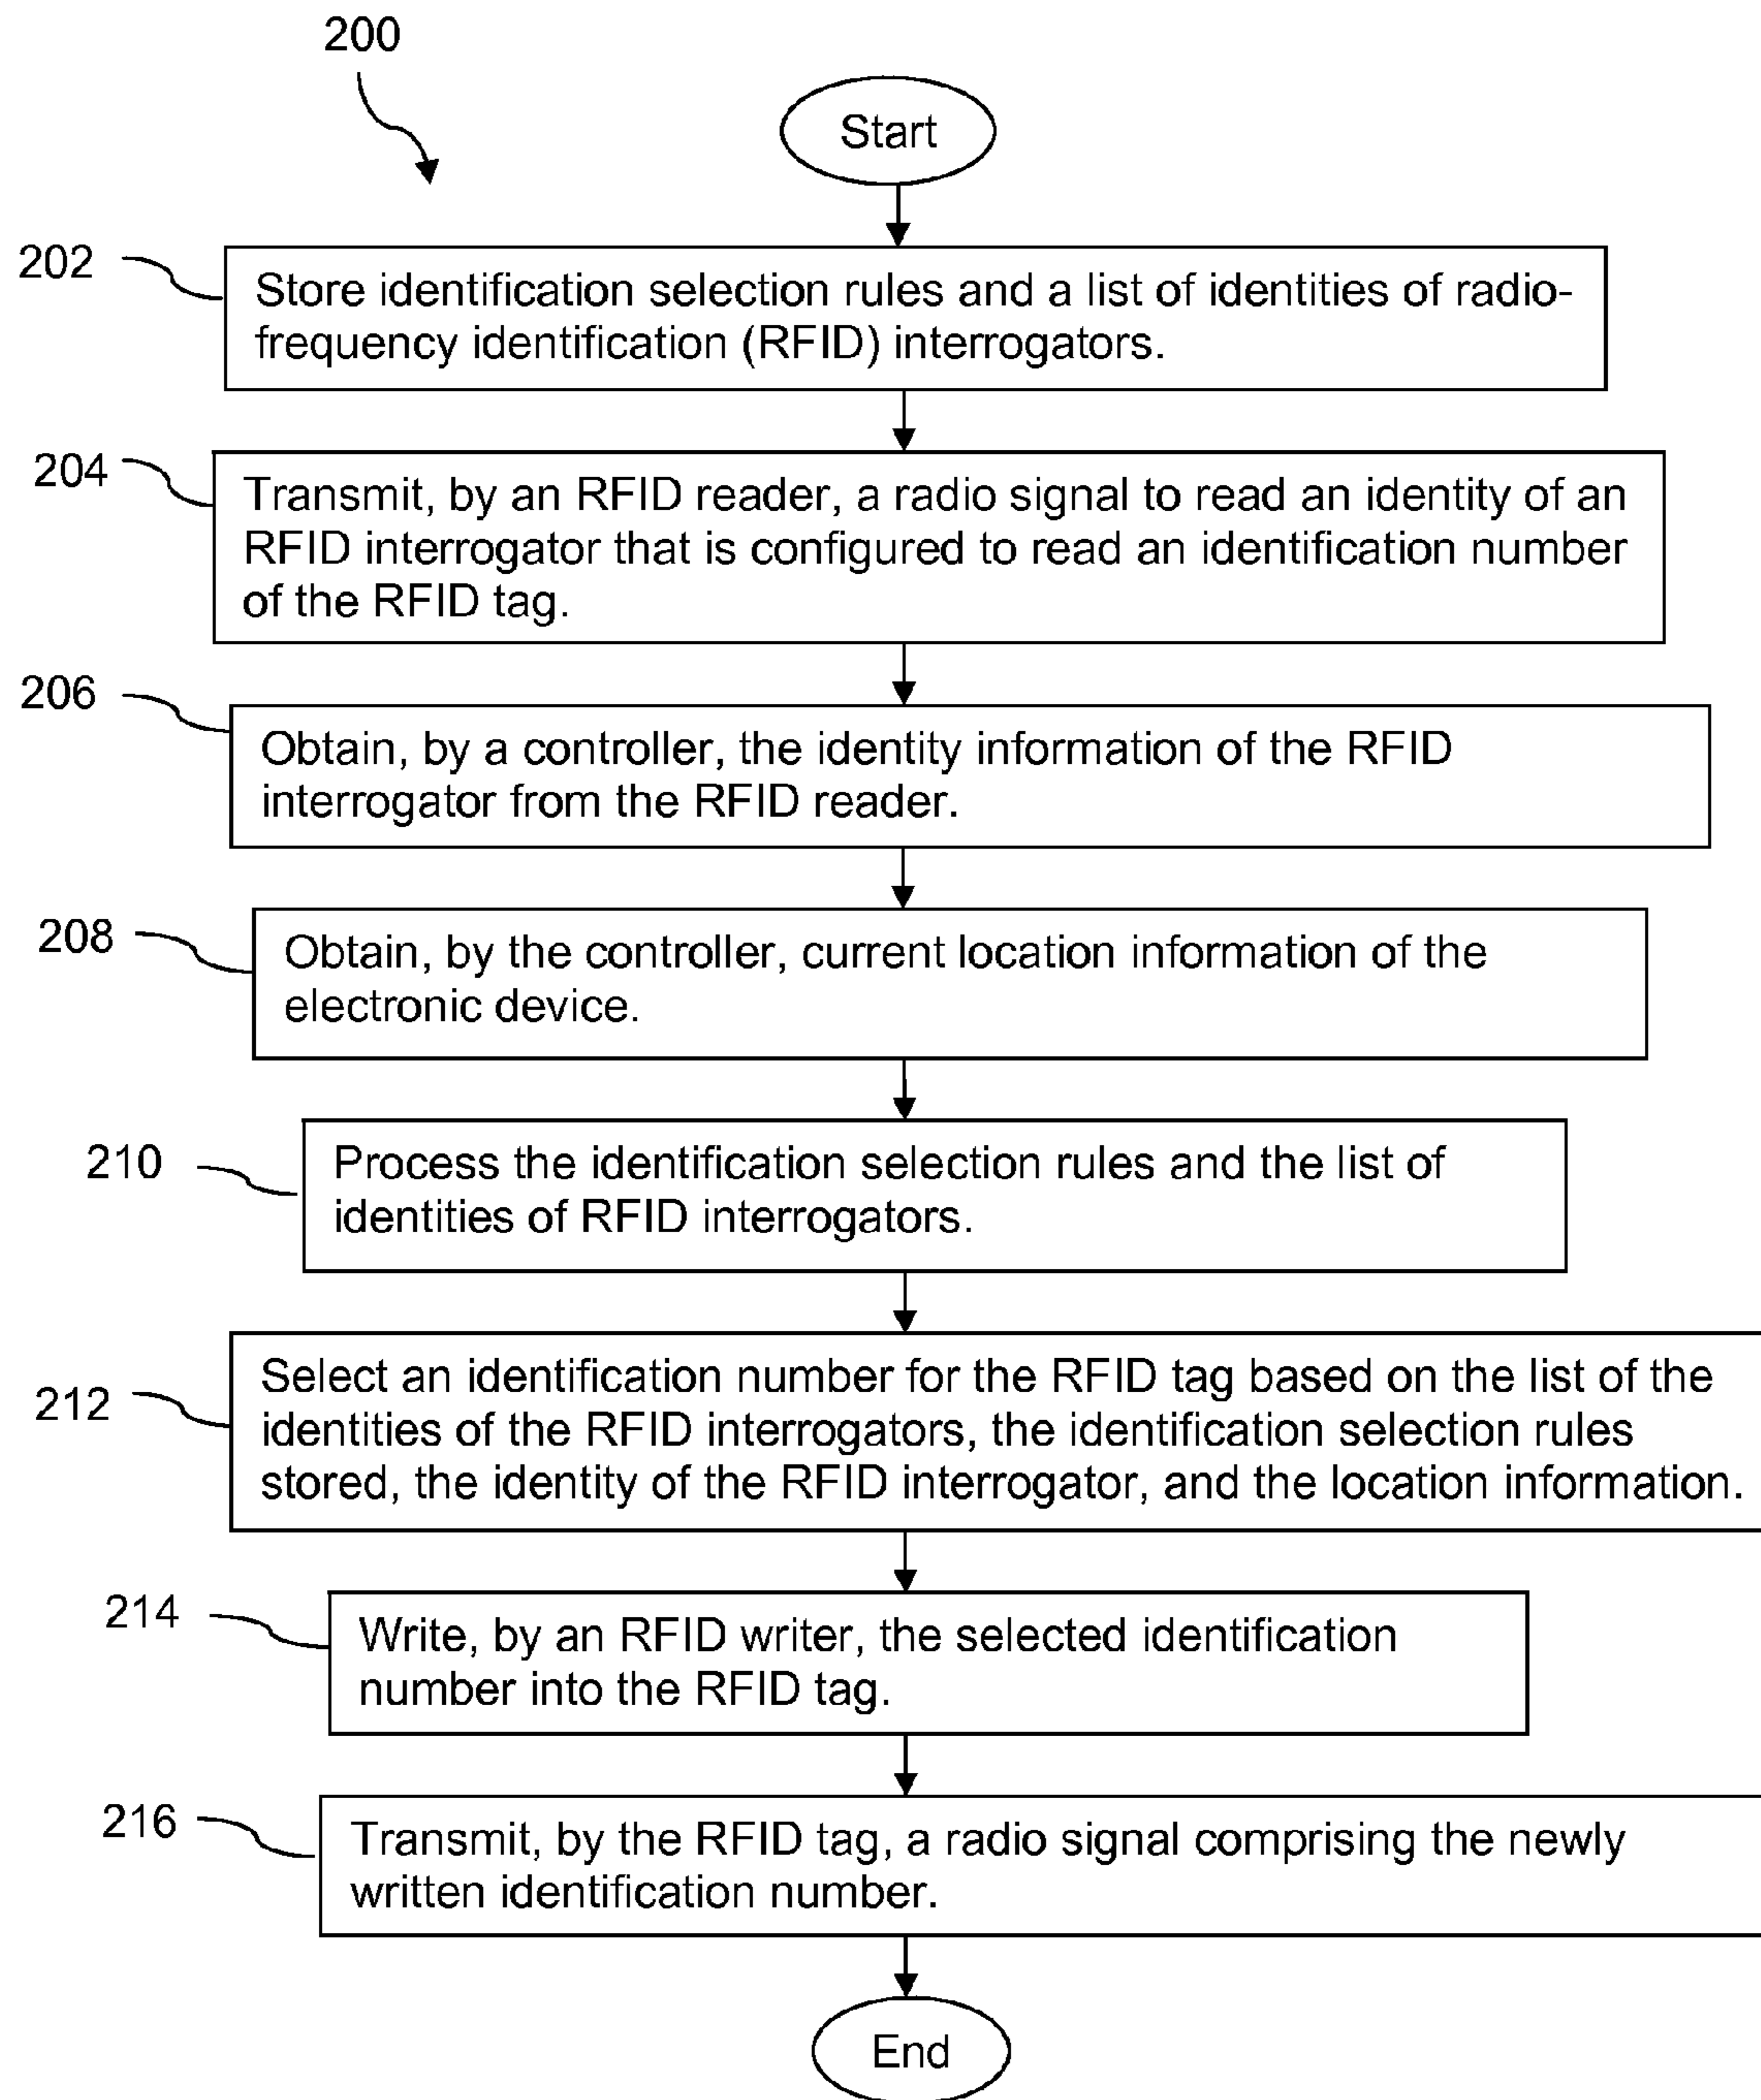 200
Start
202
Store identification selection rules and a list of identities of radio-
frequency identification (RFID) interrogators.
204
Transmit, by an RFID reader, a radio signal to read an identity of an
RFID interrogator that is configured to read an identification number
of the RFID tag.
206
Obtain, by a controller, the identity information of the RFID
interrogator from the RFID reader.
208
Obtain, by the controller, current location information of the
electronic device.
210
Process the identification selection rules and the list of
identities of RFID interrogators.
212
Select an identification number for the RFID tag based on the list of the
identities of the RFID interrogators, the identification selection rules
stored, the identity of the RFID interrogator, and the location information.
214
Write, by an RFID writer, the selected identification
number into the RFID tag.
216
Transmit, by the RFID tag, a radio signal comprising the newly
written identification number.
End